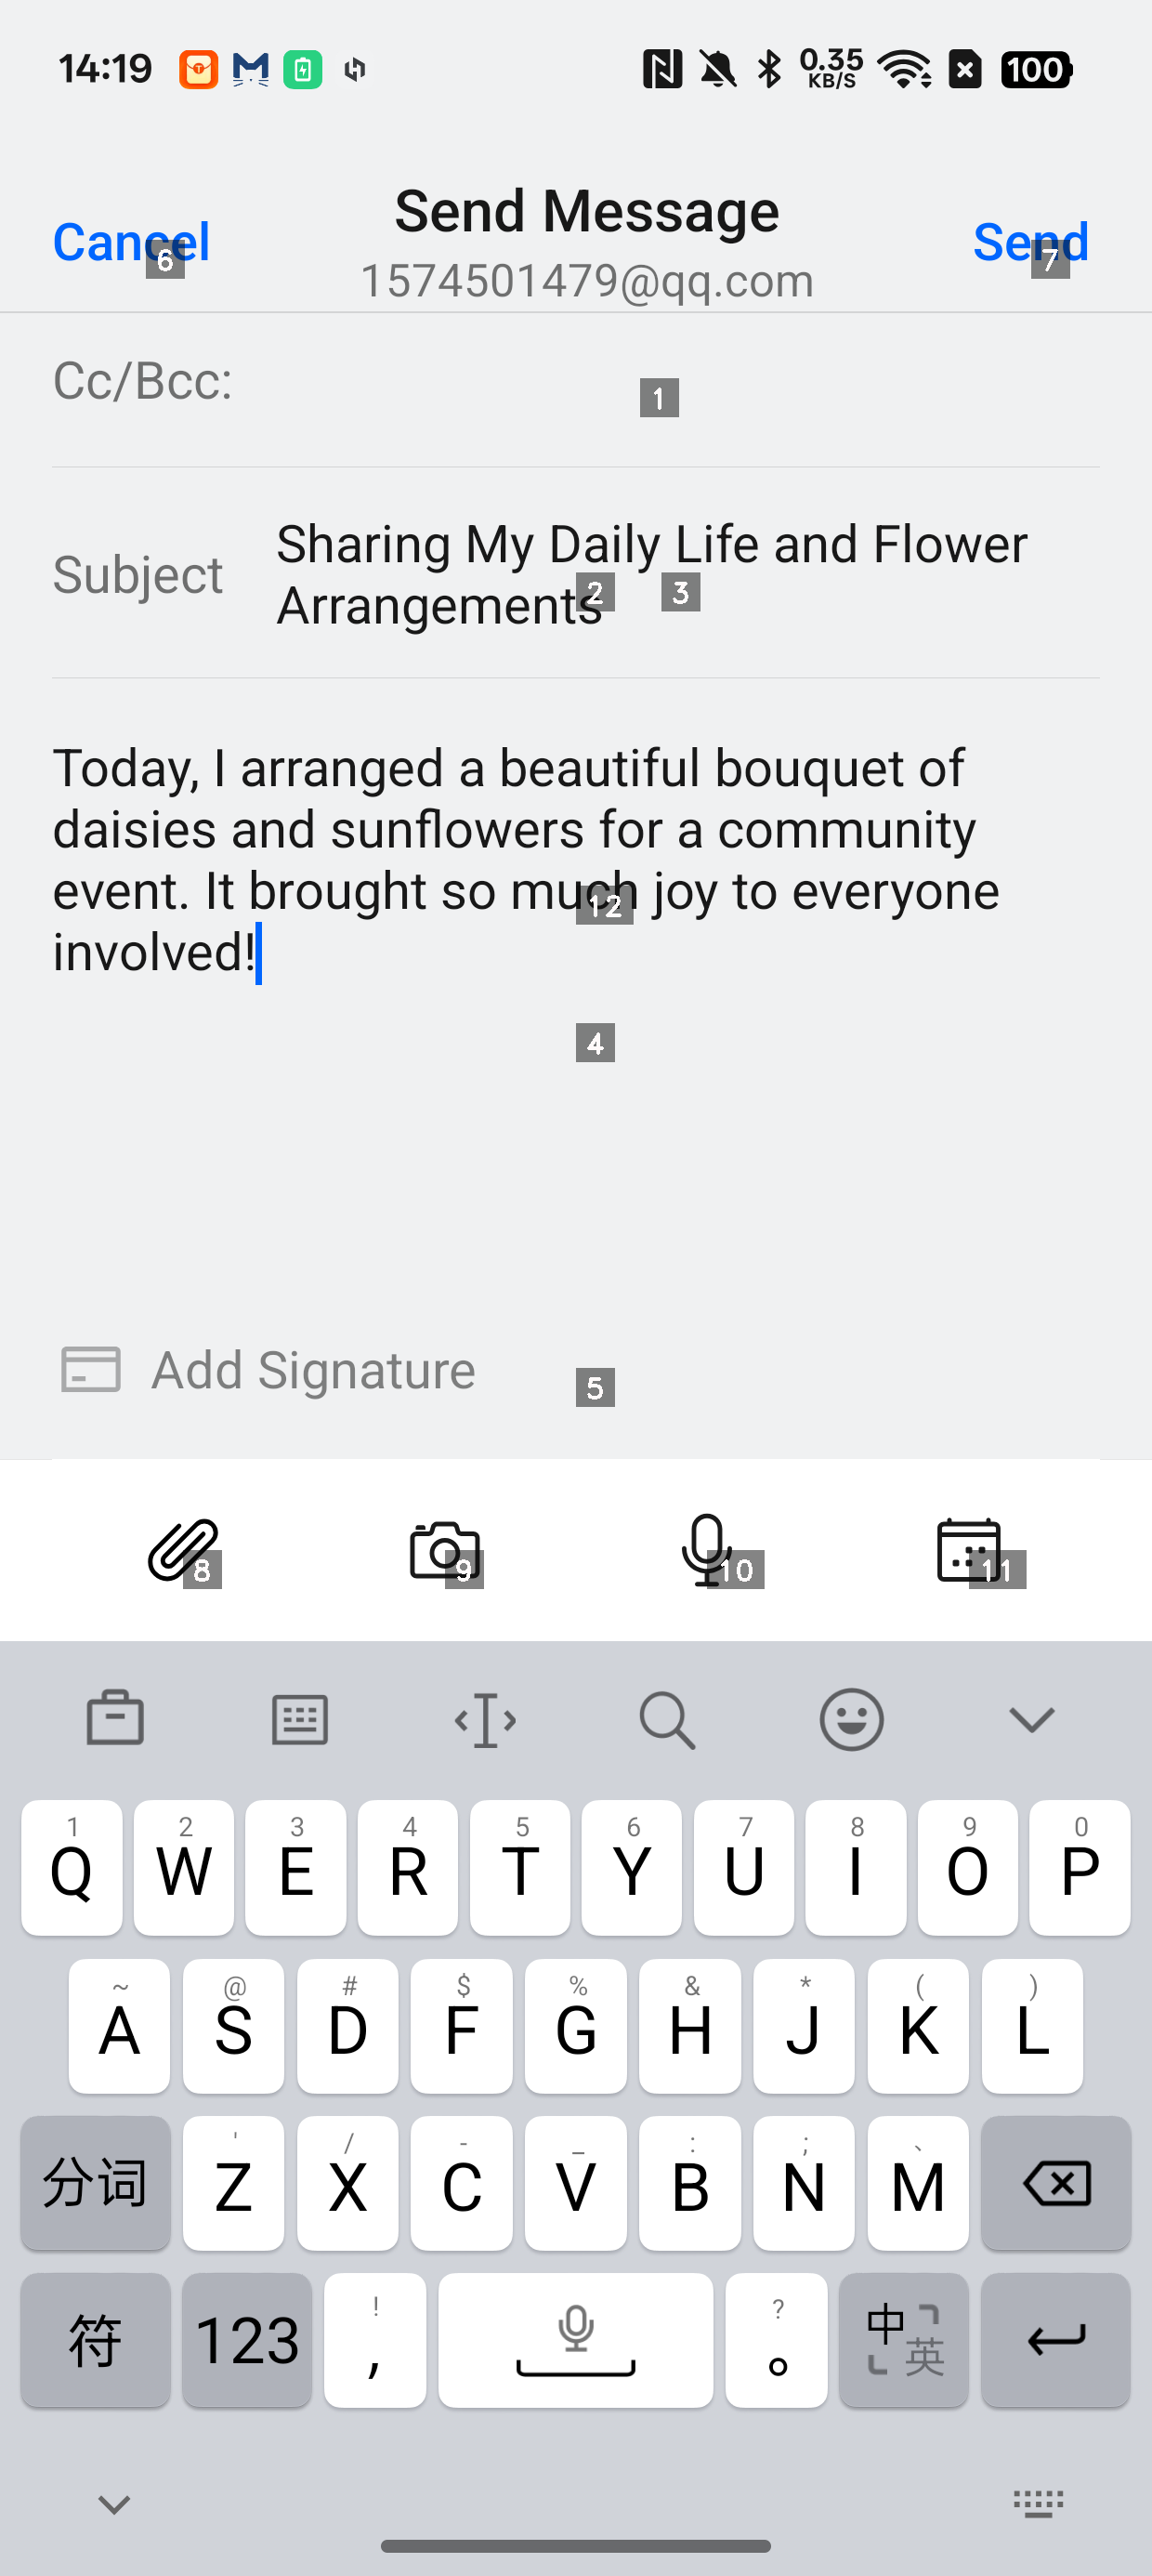 14:19
0.35
KB/S
100
Cancel
Send Message
Send
6
1574501479@qq.com
7
Cc/Bcc:
1
Subject
Sharing My Daily Life and Flower
2
3
Arrangements
Today, I arranged a beautiful bouquet of
daisies and sunflowers for a community
event. It brought so much joy to everyone
12
involved!
4
Add Signature
5
8
9
10
11
1 2 3 4 5 6 7 8 9 0
Q W E R T Y U I O P
~ @ # $ % & * ( )
A S D F G H J K L
' / - _ : ; 、
分词 Z X C V B N M
! ?
符 123 , 。 中 英